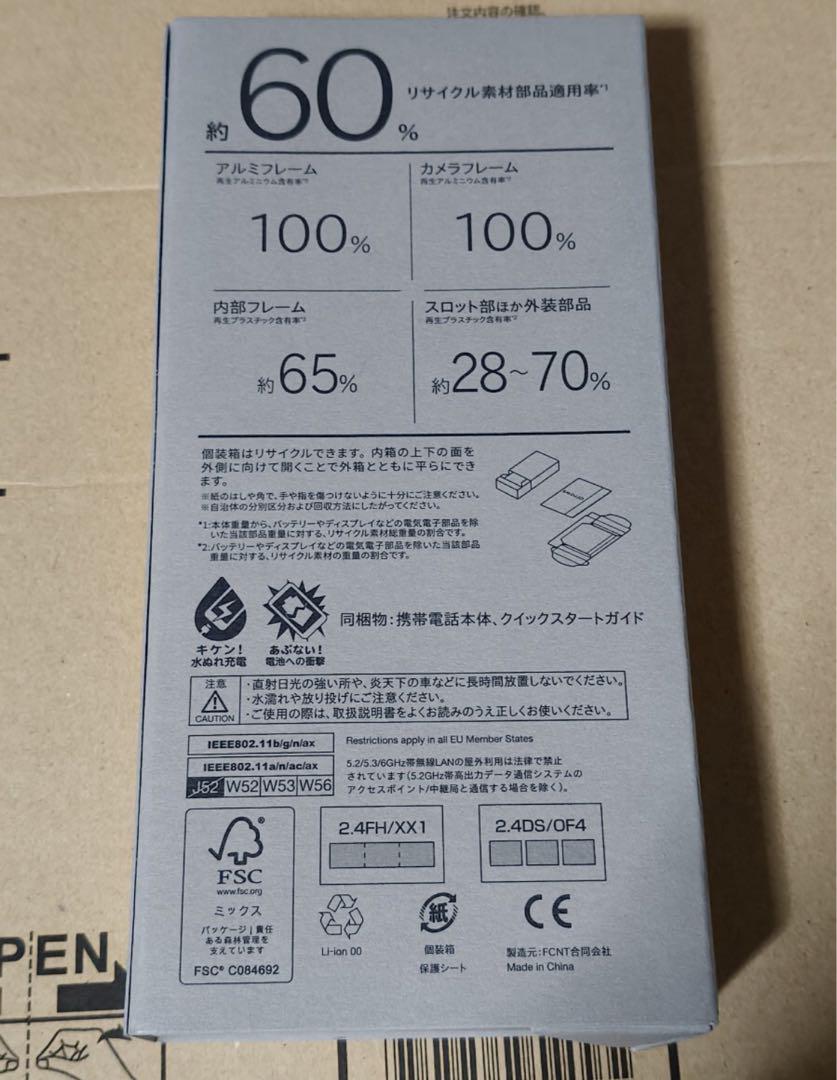 注文内容の確認、
約60% リサイクル素材部品適用率*1
アルミフレーム
再生アルミニウム含有率*2
100%
カメラフレーム
再生アルミニウム含有率*2
100%
内部フレーム
再生プラスチック含有率*2
約65%
スロット部ほか外装部品
再生プラスチック含有率*2
約28~70%
個装箱はリサイクルできます。内箱の上下の面を
外側に向けて開くことで外箱とともに平らにでき
ます。
※紙のはしや角で、手や指を傷つけないように十分にご注意ください。
※自治体の分別区分および回収方法にしたがってください。
*1:本体重量から、バッテリーやディスプレイなどの電気電子部品を除
いた当該部品重量に対する、リサイクル素材総重量の割合です。
*2:バッテリーやディスプレイなどの電気電子部品を除いた当該部品
重量に対する、リサイクル素材の重量の割合です。
キケン!
水ぬれ充電
あぶない!
電池への衝撃
同梱物:携帯電話本体、クイックスタートガイド
注意
CAUTION
・直射日光の強い所や、炎天下の車などに長時間放置しないでください。
・水濡れや放り投げにご注意ください。
・ご使用の際は、取扱説明書をよくお読みのうえ正しくお使いください。
IEEE802.11b/g/n/ax
IEEE802.11a/n/ac/ax
J52 W52 W53 W56
Restrictions apply in all EU Member States
5.2/5.3/6GHz帯無線LANの屋外利用は法律で禁止
されています(5.2GHz帯高出力データ通信システムの
アクセスポイント/中継局と通信する場合を除く)。
FSC
www.fsc.org
ミックス
パッケージ|責任
ある森林管理を
支えています
FSC® C084692
2.4FH/XX1
2.4DS/OF4
Li-ion 00
紙
個装箱
保護シート
CE
製造元:FCNT合同会社
Made in China
PEN